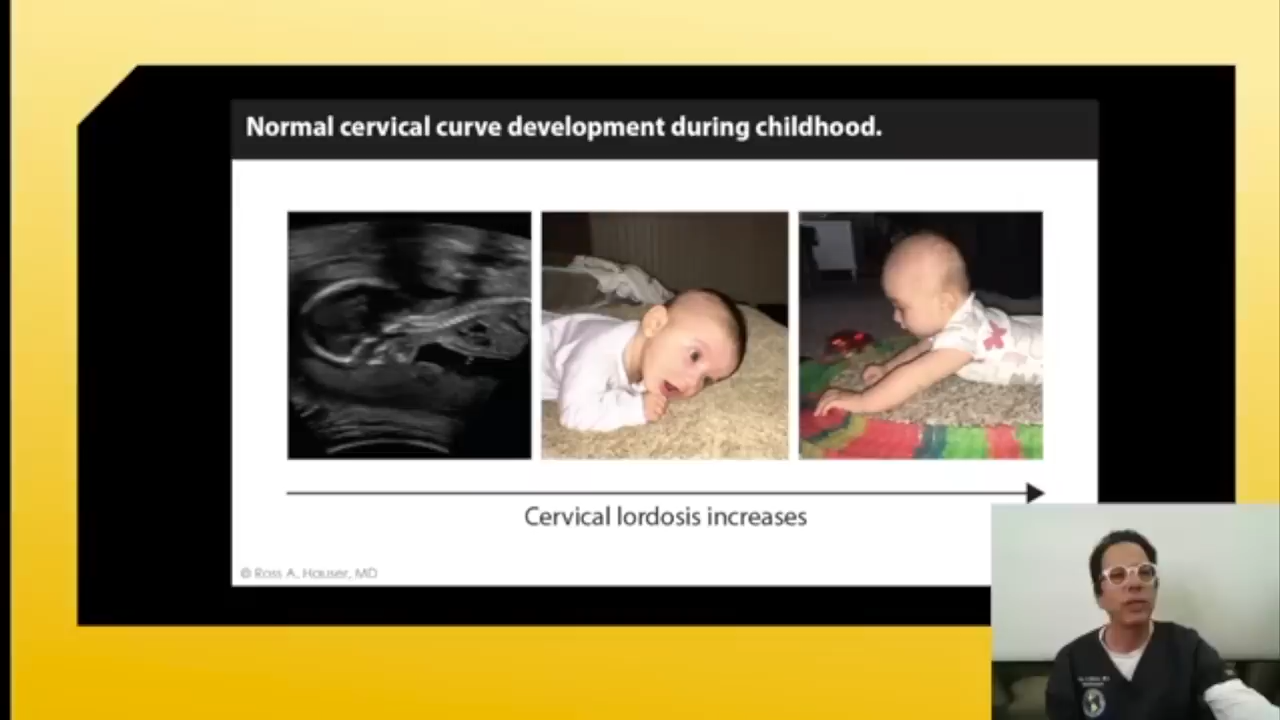 Normal cervical curve development during childhood.
Cervical lordosis increases
© Ross A. Hauser, MD